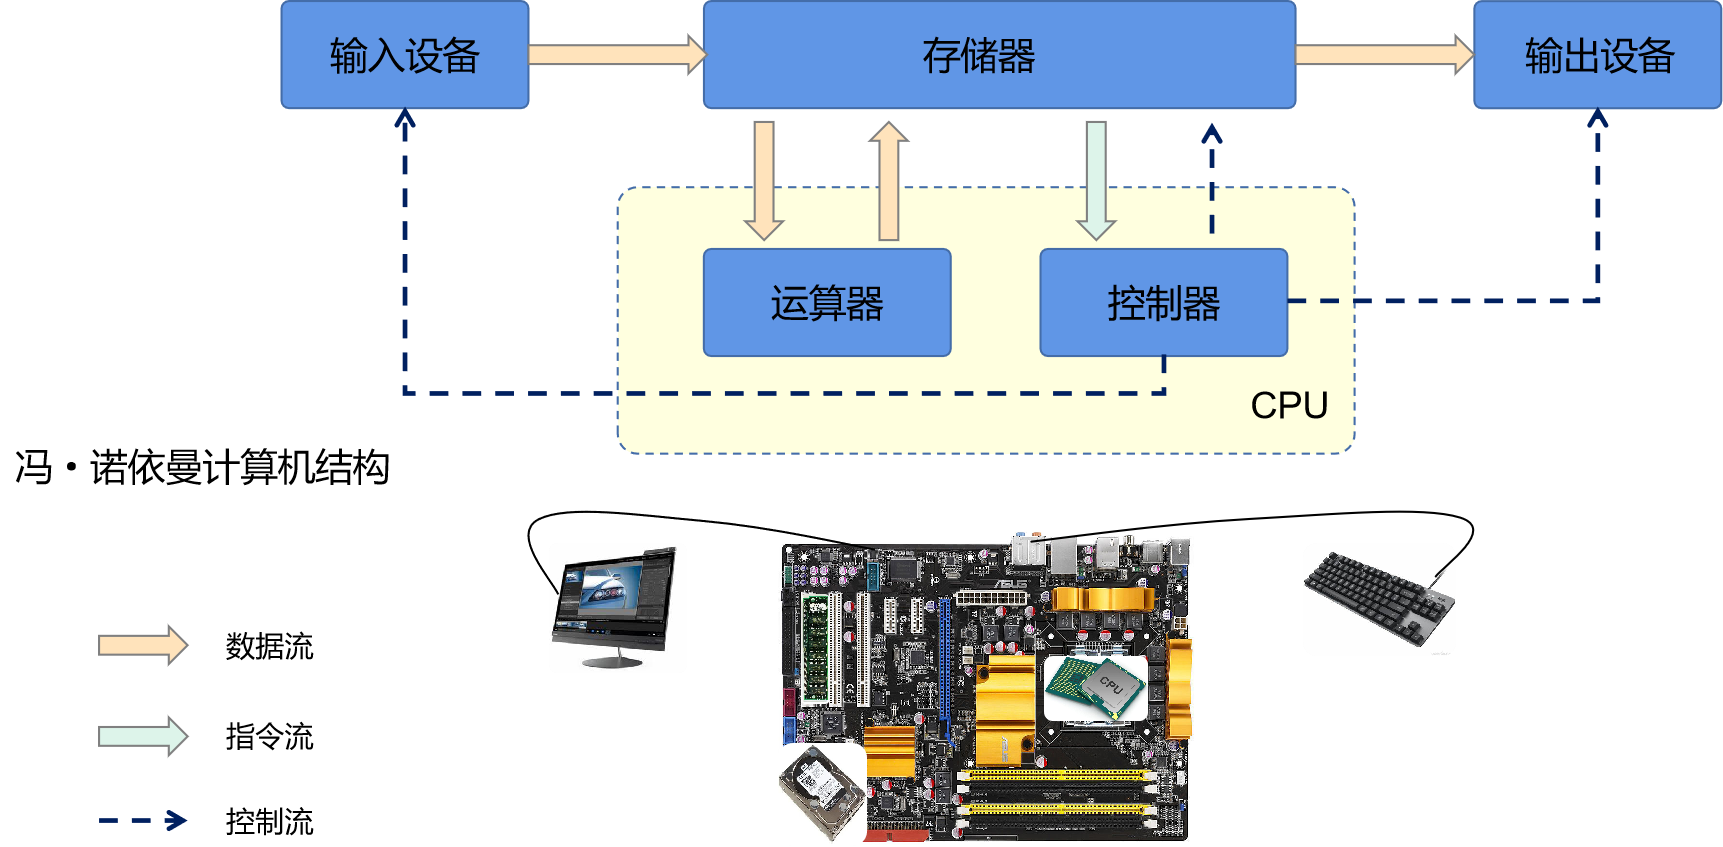 输入设备
存储器
输出设备
运算器
控制器
CPU
冯·诺依曼计算机结构
数据流
指令流
控制流
ASUS
CPU